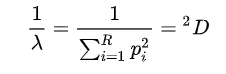 1/λ = 1/∑_{i=1}^{R} p_i^2 = ^2D